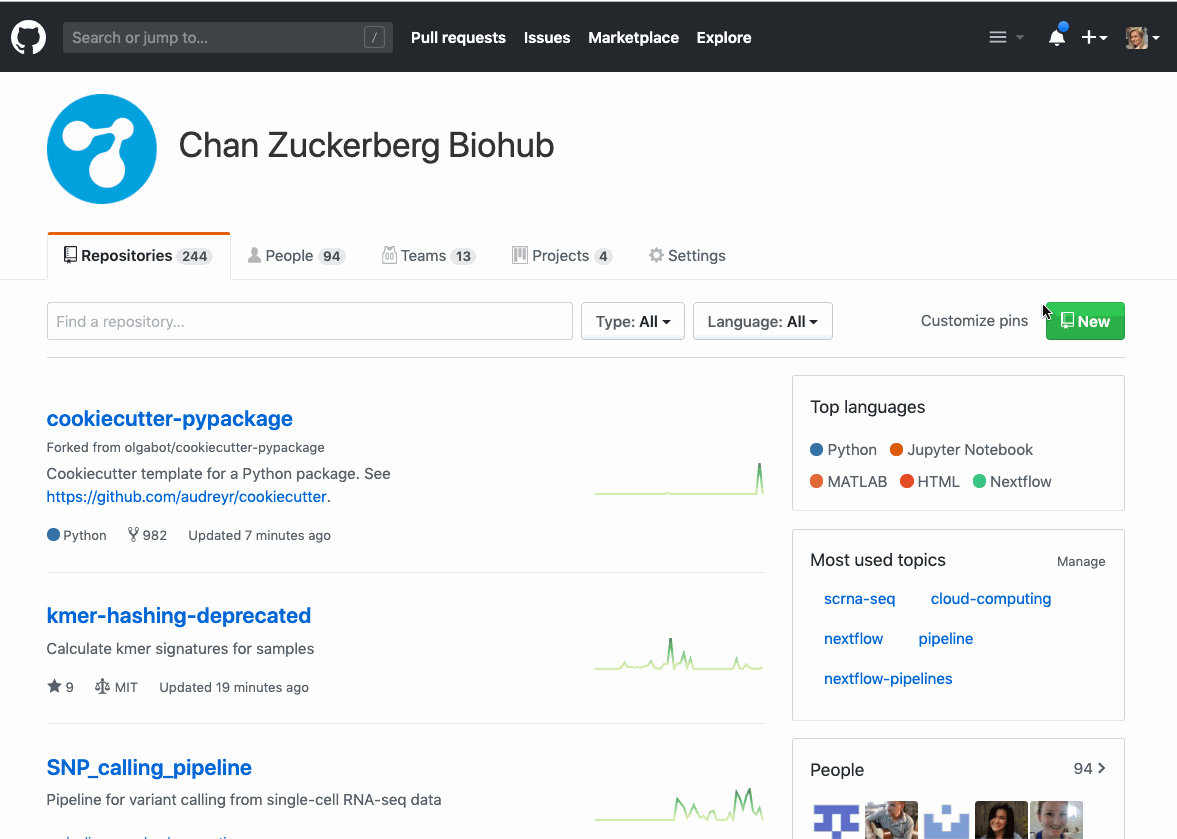 Search or jump to... /
Pull requests Issues Marketplace Explore
Chan Zuckerberg Biohub
Repositories 244 People 94 Teams 13 Projects 4 Settings
Find a repository... Type: All Language: All Customize pins New
cookiecutter-pypackage
Forked from olgabot/cookiecutter-pypackage
Cookiecutter template for a Python package. See
https://github.com/audreyr/cookiecutter.
Python 982 Updated 7 minutes ago
kmer-hashing-deprecated
Calculate kmer signatures for samples
9 MIT Updated 19 minutes ago
SNP_calling_pipeline
Pipeline for variant calling from single-cell RNA-seq data
Top languages
Python Jupyter Notebook
MATLAB HTML Nextflow
Most used topics Manage
scrna-seq cloud-computing
nextflow pipeline
nextflow-pipelines
People 94